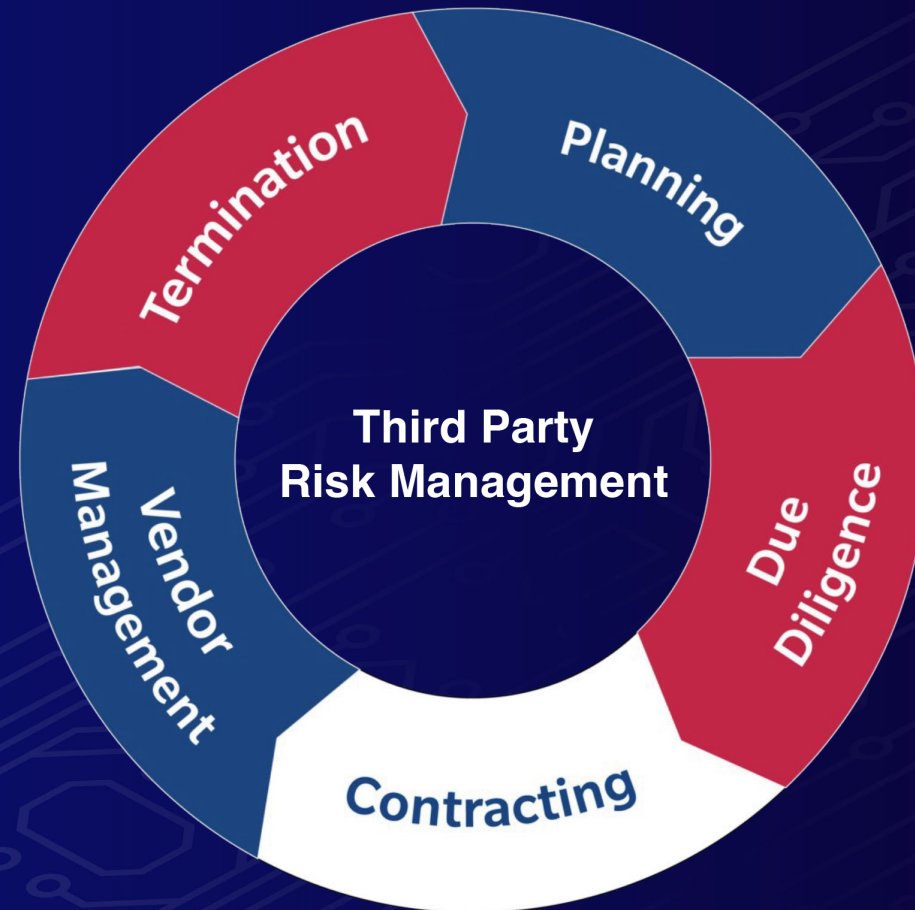 Planning
Due
Diligence
Contracting
Vendor
Management
Termination
Third Party
Risk Management